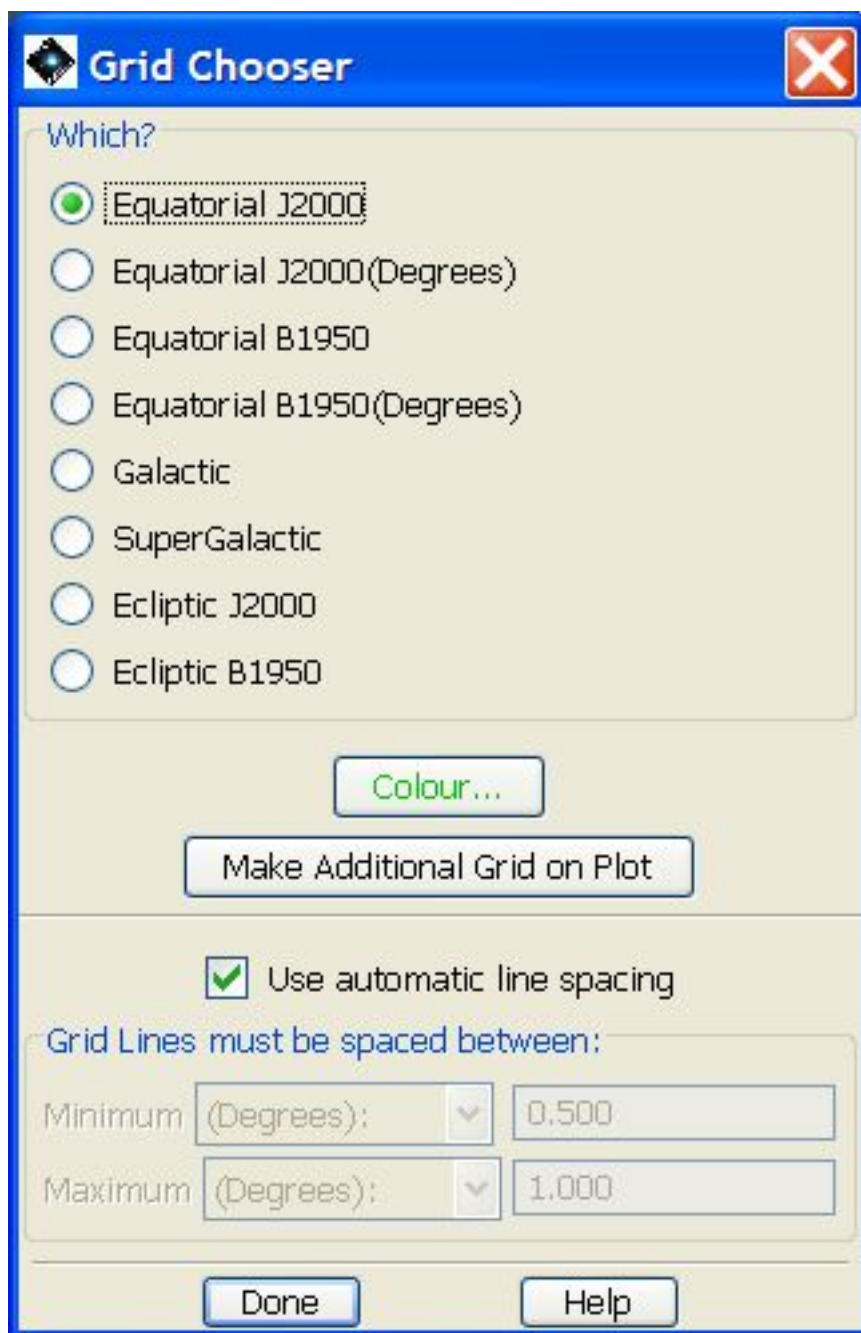 Grid Chooser
Which?
Equatorial J2000
Equatorial J2000(Degrees)
Equatorial B1950
Equatorial B1950(Degrees)
Galactic
SuperGalactic
Ecliptic J2000
Ecliptic B1950
Colour...
Make Additional Grid on Plot
Use automatic line spacing
Grid Lines must be spaced between:
Minimum (Degrees): 0.500
Maximum (Degrees): 1.000
Done Help